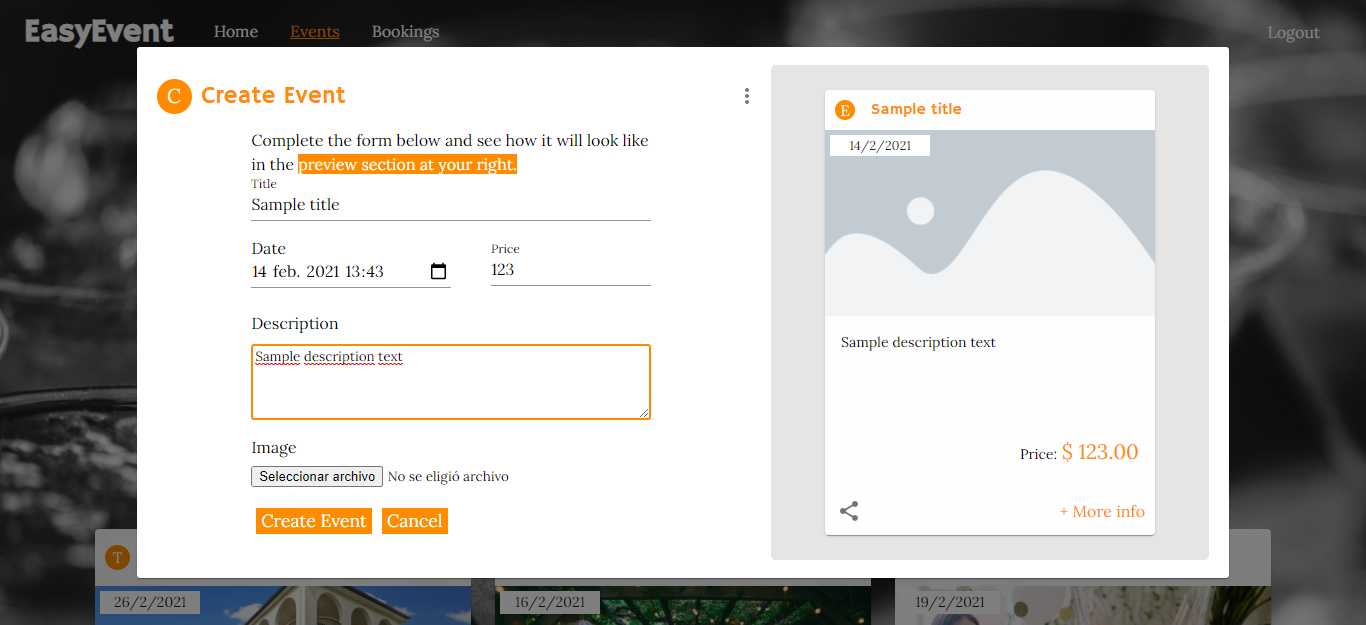 EasyEvent
Home Events Bookings
Logout
C Create Event
Complete the form below and see how it will look like
in the preview section at your right.
Title
Sample title
Date
14 feb. 2021 13:43
Price
123
Description
Sample description text
Image
Seleccionar archivo No se eligió archivo
Create Event Cancel
E Sample title
14/2/2021
Sample description text
Price: $ 123.00
+ More info
T
26/2/2021
16/2/2021
19/2/2021